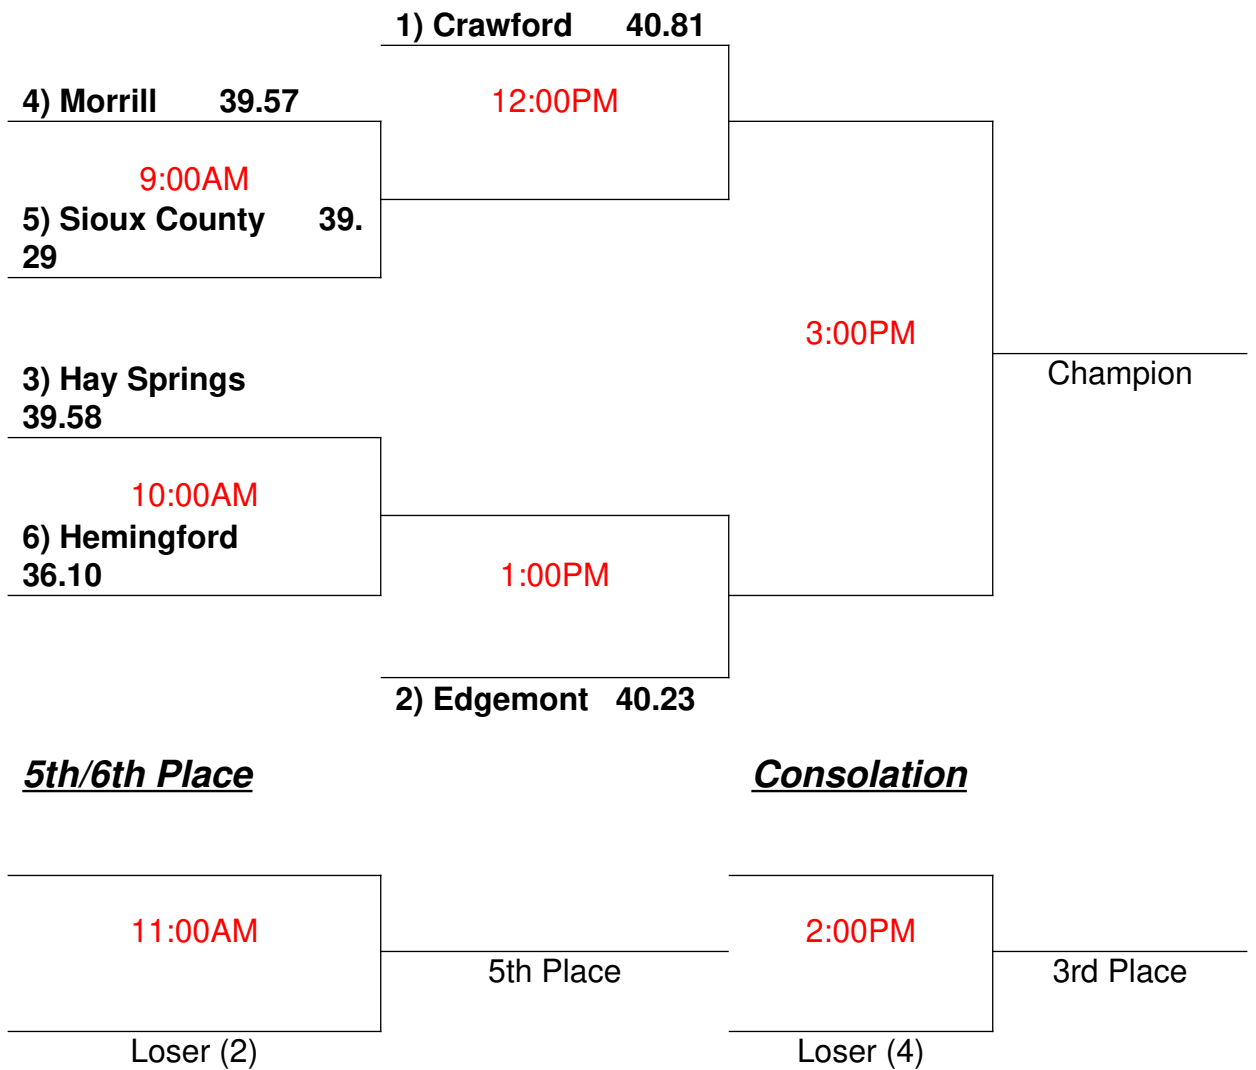 1) Crawford 40.81
4) Morrill 39.57
12:00PM
9:00AM
5) Sioux County 39.
29
3:00PM
Champion
3) Hay Springs
39.58
10:00AM
6) Hemingford
36.10
1:00PM
2) Edgemont 40.23
5th/6th Place
Consolation
11:00AM
2:00PM
5th Place
3rd Place
Loser (2)
Loser (4)